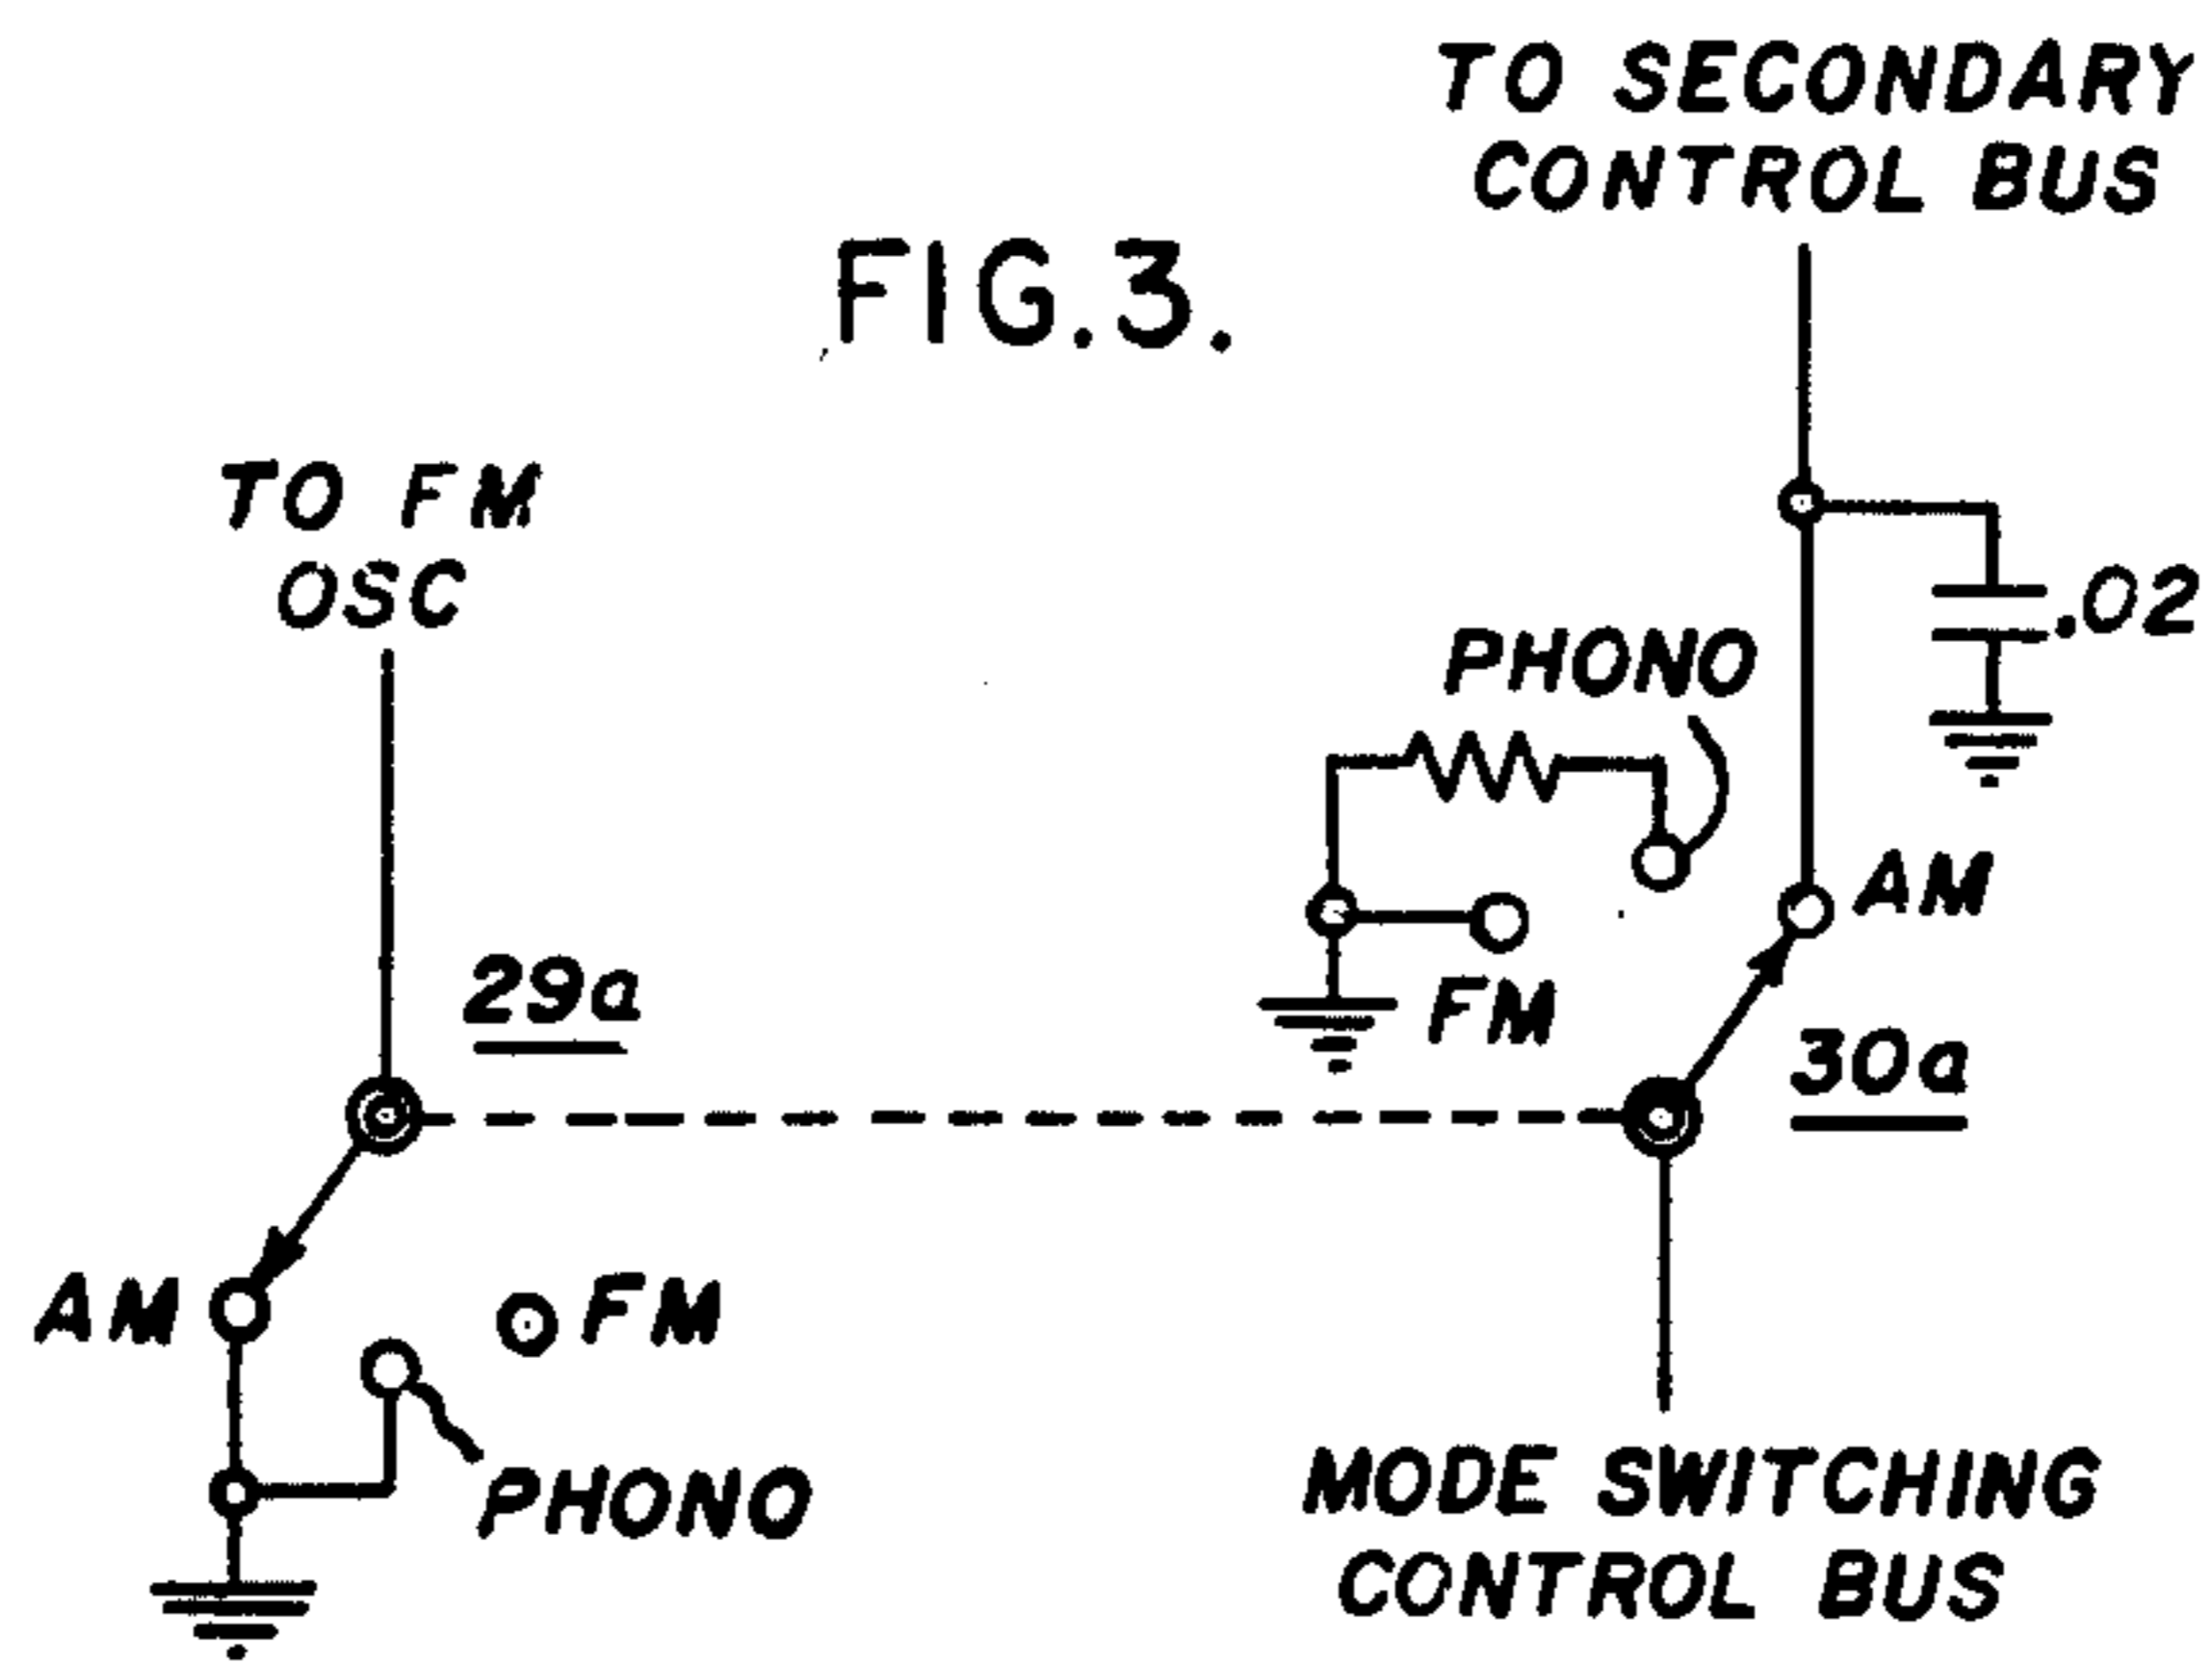 TO SECONDARY
CONTROL BUS
FIG.3.
TO FM
OSC
.02
PHONO
AM
29a
FM
30a
AM
FM
PHONO
MODE SWITCHING
CONTROL BUS